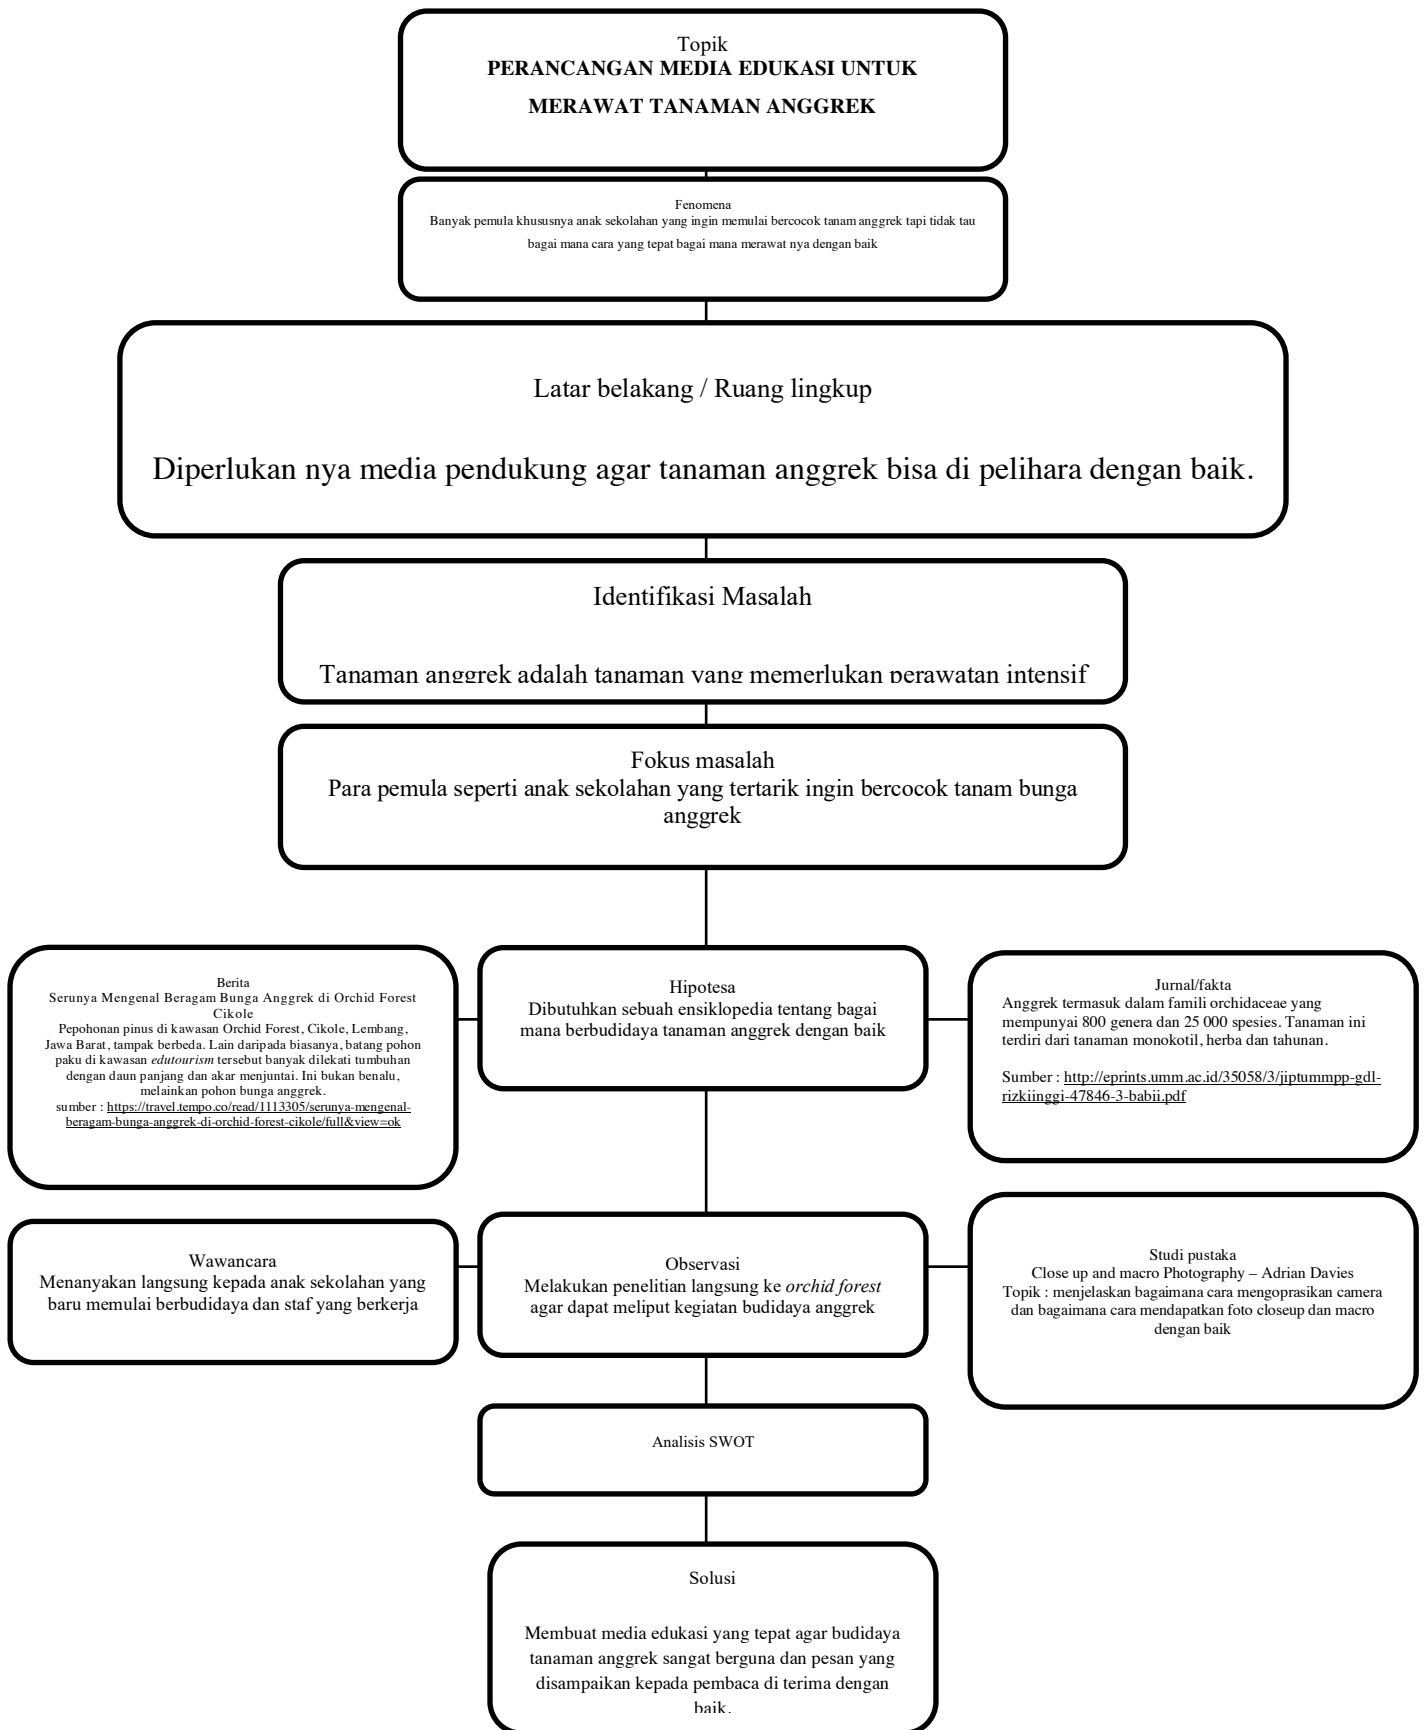 Topik
PERANCANGAN MEDIA EDUKASI UNTUK
MERAWAT TANAMAN ANGGREK
Fenomena
Banyak pemula khususnya anak sekolahan yang ingin memulai bercocok tanam anggrek tapi tidak tau
bagai mana cara yang tepat bagai mana merawat nya dengan baik
Latar belakang / Ruang lingkup
Diperlukan nya media pendukung agar tanaman anggrek bisa di pelihara dengan baik.
Identifikasi Masalah
Tanaman anggrek adalah tanaman yang memerlukan perawatan intensif
Fokus masalah
Para pemula seperti anak sekolahan yang tertarik ingin bercocok tanam bunga
anggrek
Berita
Serunya Mengenal Beragam Bunga Anggrek di Orchid Forest
Cikole
Pepohonan pinus di kawasan Orchid Forest, Cikole, Lembang,
Jawa Barat, tampak berbeda. Lain daripada biasanya, batang pohon
paku di kawasan edutourism tersebut banyak dilekati tumbuhan
dengan daun panjang dan akar menjuntai. Ini bukan benalu,
melainkan pohon bunga anggrek.
sumber : https://travel.tempo.co/read/1113305/serunya-mengenal-
beragam-bunga-anggrek-di-orchid-forest-cikole/full&view=ok
Hipotesa
Dibutuhkan sebuah ensiklopedia tentang bagai
mana berbudidaya tanaman anggrek dengan baik
Jurnal/fakta
Anggrek termasuk dalam famili orchidaceae yang
mempunyai 800 genera dan 25 000 spesies. Tanaman ini
terdiri dari tanaman monokotil, herba dan tahunan.
Sumber : http://eprints.umm.ac.id/35058/3/jiptummpp-gdl-
rizkiinggi-47846-3-babii.pdf
Wawancara
Menanyakan langsung kepada anak sekolahan yang
baru memulai berbudidaya dan staf yang berkerja
Observasi
Melakukan penelitian langsung ke orchid forest
agar dapat meliput kegiatan budidaya anggrek
Studi pustaka
Close up and macro Photography – Adrian Davies
Topik : menjelaskan bagaimana cara mengoprasikan camera
dan bagaimana cara mendapatkan foto closeup dan macro
dengan baik
Analisis SWOT
Solusi
Membuat media edukasi yang tepat agar budidaya
tanaman anggrek sangat berguna dan pesan yang
disampaikan kepada pembaca di terima dengan
baik.